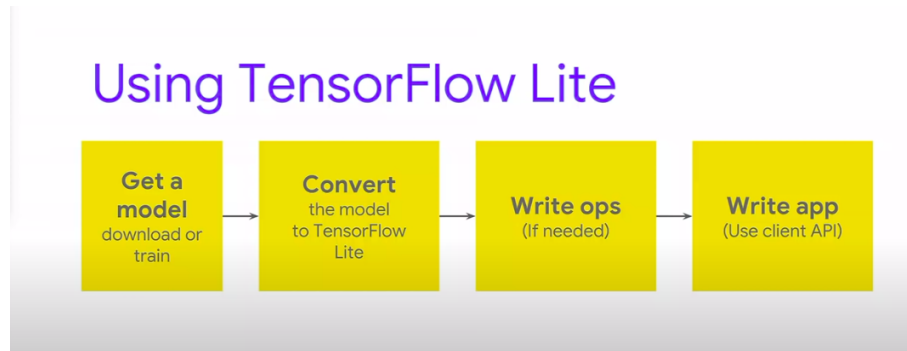 Using TensorFlow Lite
Get a
model
download or
train
Convert
the model
to TensorFlow
Lite
Write ops
(If needed)
Write app
(Use client API)